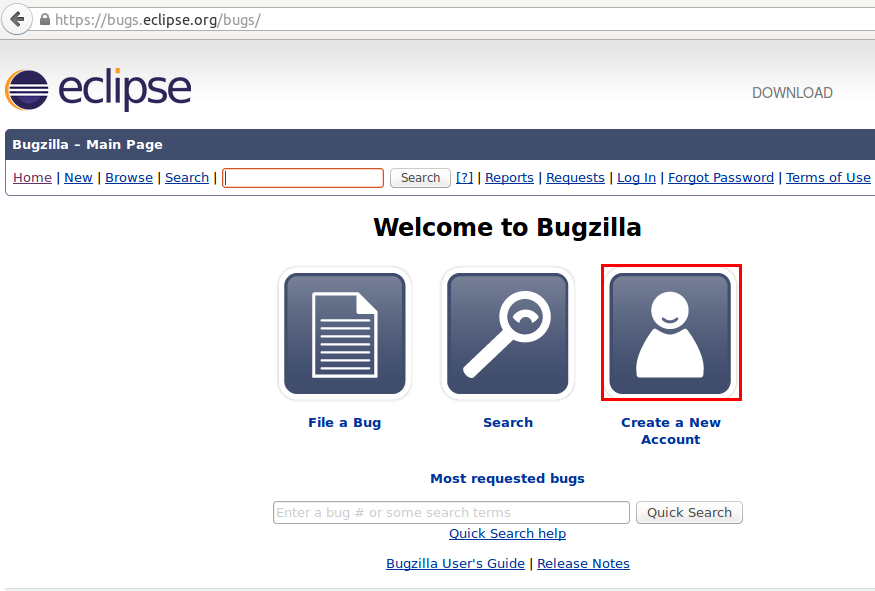 https://bugs.eclipse.org/bugs/
eclipse
DOWNLOAD
Bugzilla – Main Page
Home | New | Browse | Search | Search [?] | Reports | Requests | Log In | Forgot Password | Terms of Use
Welcome to Bugzilla
File a Bug
Search
Create a New
Account
Most requested bugs
Enter a bug # or some search terms Quick Search
Quick Search help
Bugzilla User's Guide | Release Notes